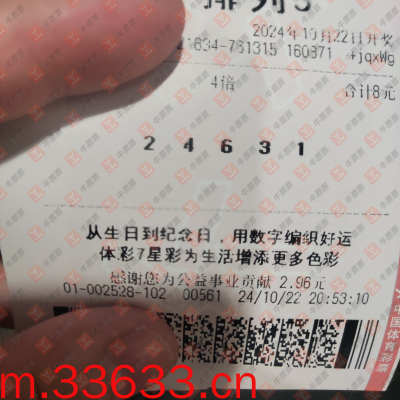 排列5
2024年10月22日开奖
21634-781315 160871 +jqxWg
4倍 合计8元
2 4 6 3 1
从生日到纪念日，用数字编织好运
体彩7星彩为生活增添更多色彩
感谢您为公益事业贡献 2.96元
01-002528-102 00561 24/10/22 20:53:10
m.33633.cn